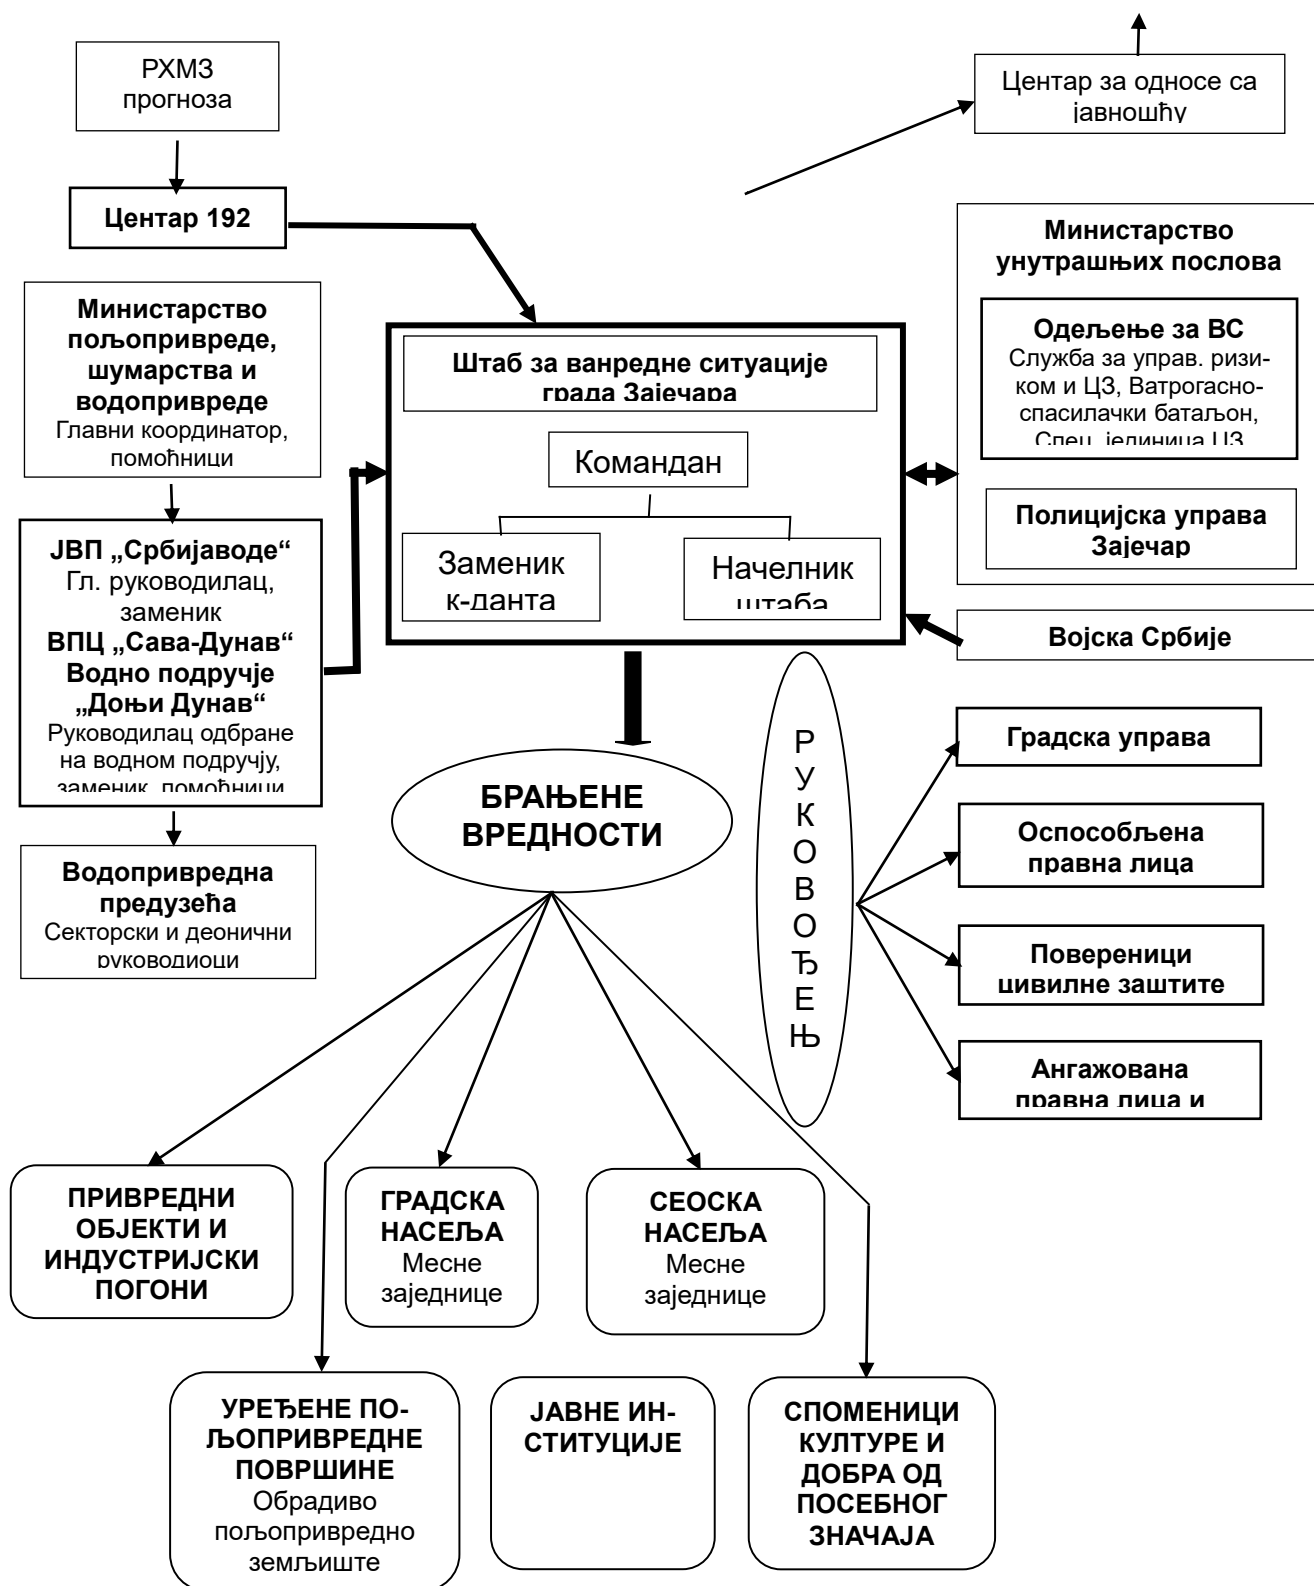 РХМЗ
прогноза
Центар за односе са
јавношћу
Центар 192
Министарство
унутрашњих послова
Одељење за ВС
Служба за управ. ризи-
ком и ЦЗ, Ватрогасно-
спасилачки батаљон,
Спец. јединица ЦЗ
Полицијска управа
Зајечар
Министарство
пољопривреде,
шумарства и
водопривреде
Главни координатор,
помоћници
Штаб за ванредне ситуације
града Зајечара
Командан
Заменик
к-данта
Начелник
штаба
ЈВП „Србијаводе“
Гл. руководилац,
заменик
ВПЦ „Сава-Дунав“
Водно подручје
„Доњи Дунав“
Руководилац одбране
на водном подручју,
заменик, помоћници
Војска Србије
Р
У
К
О
В
О
Ђ
Е
Њ
Градска управа
Оспособљена
правна лица
Повереници
цивилне заштите
Ангажована
правна лица и
БРАЊЕНЕ
ВРЕДНОСТИ
Водопривредна
предузећа
Секторски и деонични
руководиоци
ПРИВРЕДНИ
ОБЈЕКТИ И
ИНДУСТРИЈСКИ
ПОГОНИ
ГРАДСКА
НАСЕЉА
Месне
заједнице
СЕОСКА
НАСЕЉА
Месне
заједнице
УРЕЂЕНЕ ПО-
ЉОПРИВРЕДНЕ
ПОВРШИНЕ
Обрадиво
пољопривредно
земљиште
ЈАВНЕ ИН-
СТИТУЦИЈЕ
СПОМЕНИЦИ
КУЛТУРЕ И
ДОБРА ОД
ПОСЕБНОГ
ЗНАЧАЈА